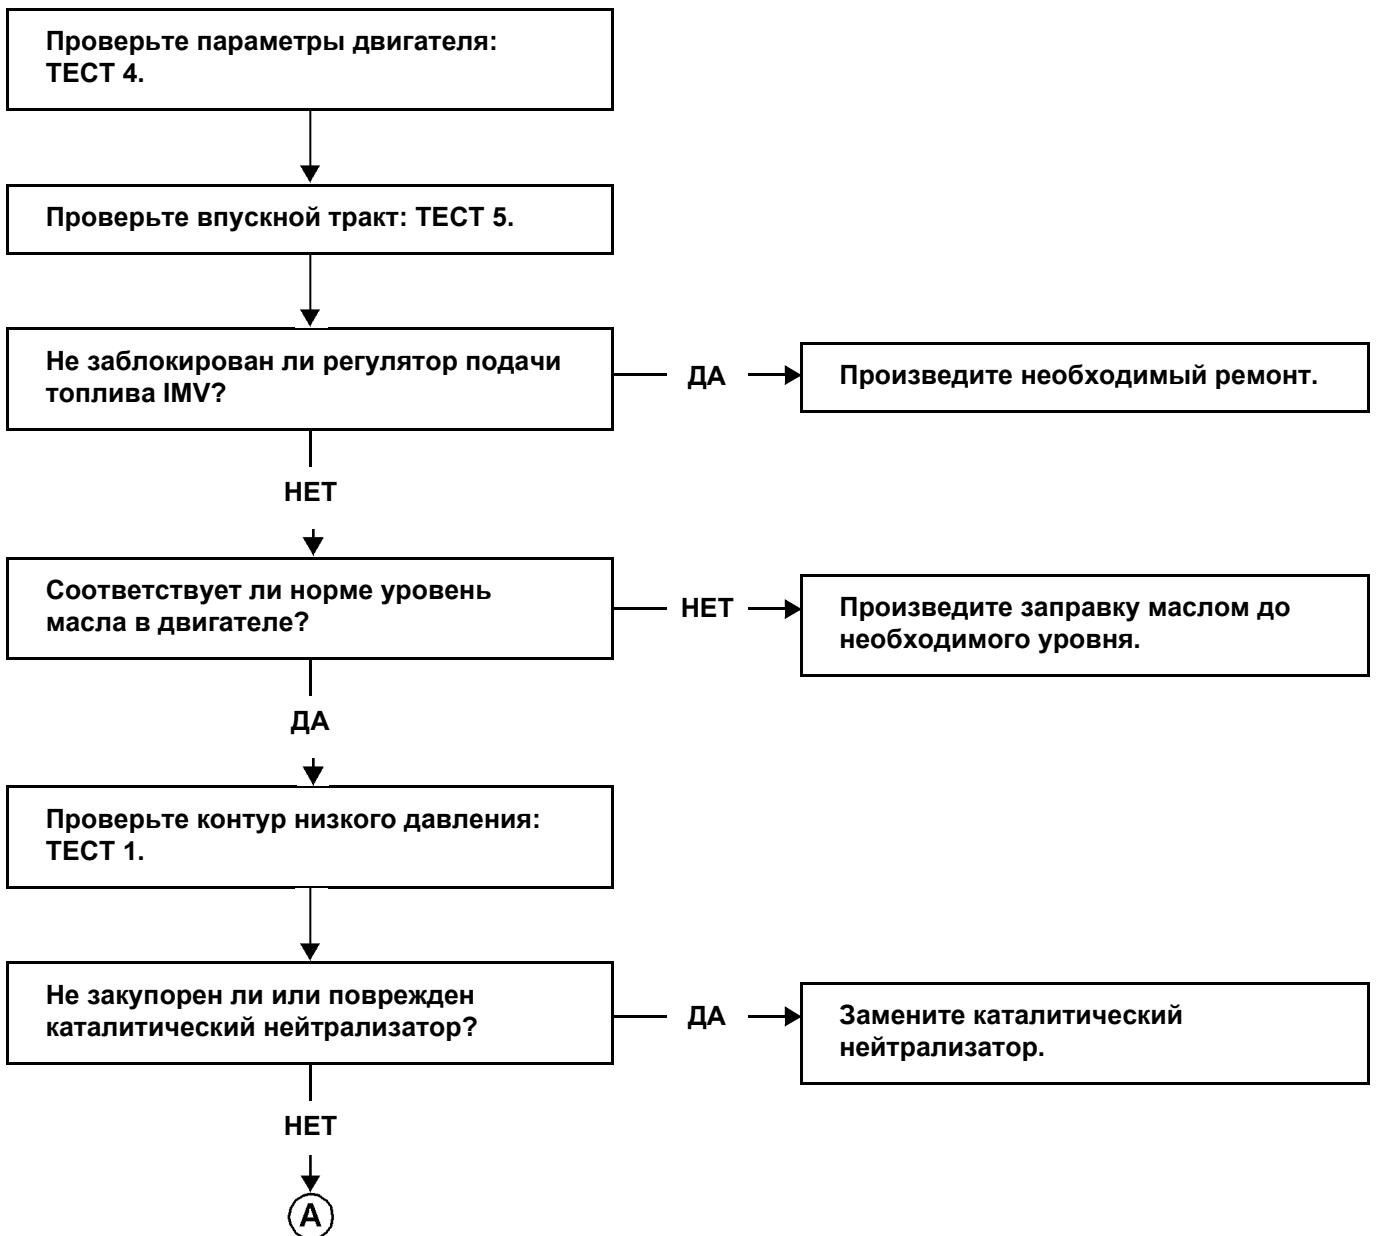 Проверьте параметры двигателя:
ТЕСТ 4.
Проверьте впускной тракт: ТЕСТ 5.
Не заблокирован ли регулятор подачи
топлива IMV?
ДА
Произведите необходимый ремонт.
НЕТ
Соответствует ли норме уровень
масла в двигателе?
НЕТ
Произведите заправку маслом до
необходимого уровня.
ДА
Проверьте контур низкого давления:
ТЕСТ 1.
Не закупорен ли или поврежден
каталитический нейтрализатор?
ДА
Замените каталитический
нейтрализатор.
НЕТ
А